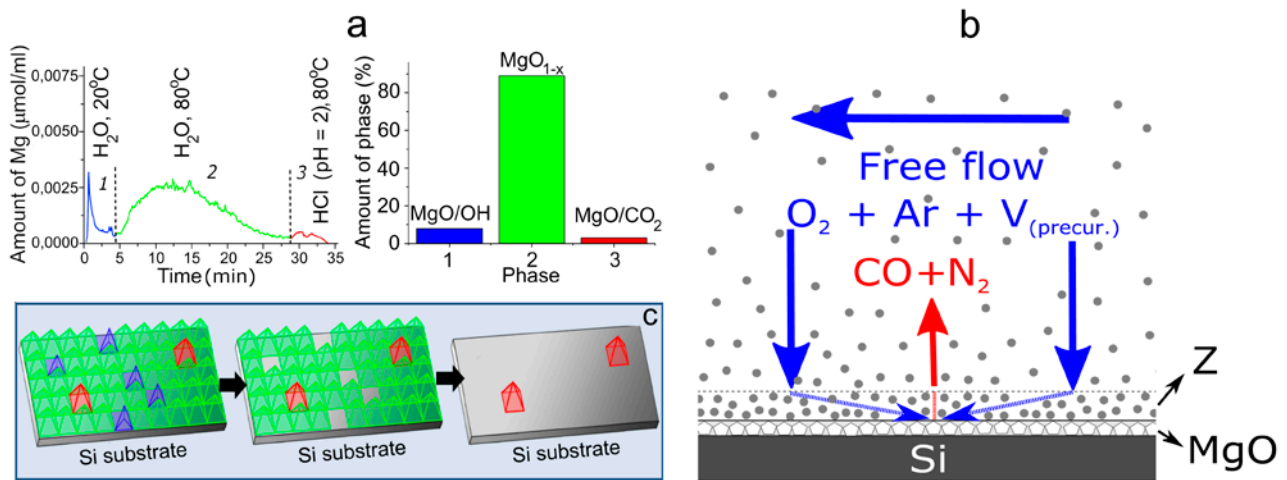 a
Amount of Mg (μmol/ml)
0,0075
0,0050
0,0025
0,0000
H₂O, 20°C
H₂O, 80°C
HCl (pH = 2), 80°C
1
2
3
0
5
10
15
20
25
30
35
Time (min)
Amount of phase (%)
80
60
40
20
0
MgO/OH
MgO₁₋ₓ
MgO/CO₂
1
2
3
Phase
c
Si substrate
Si substrate
Si substrate
b
Free flow
O₂ + Ar + V(precur.)
CO+N₂
Z
MgO
Si